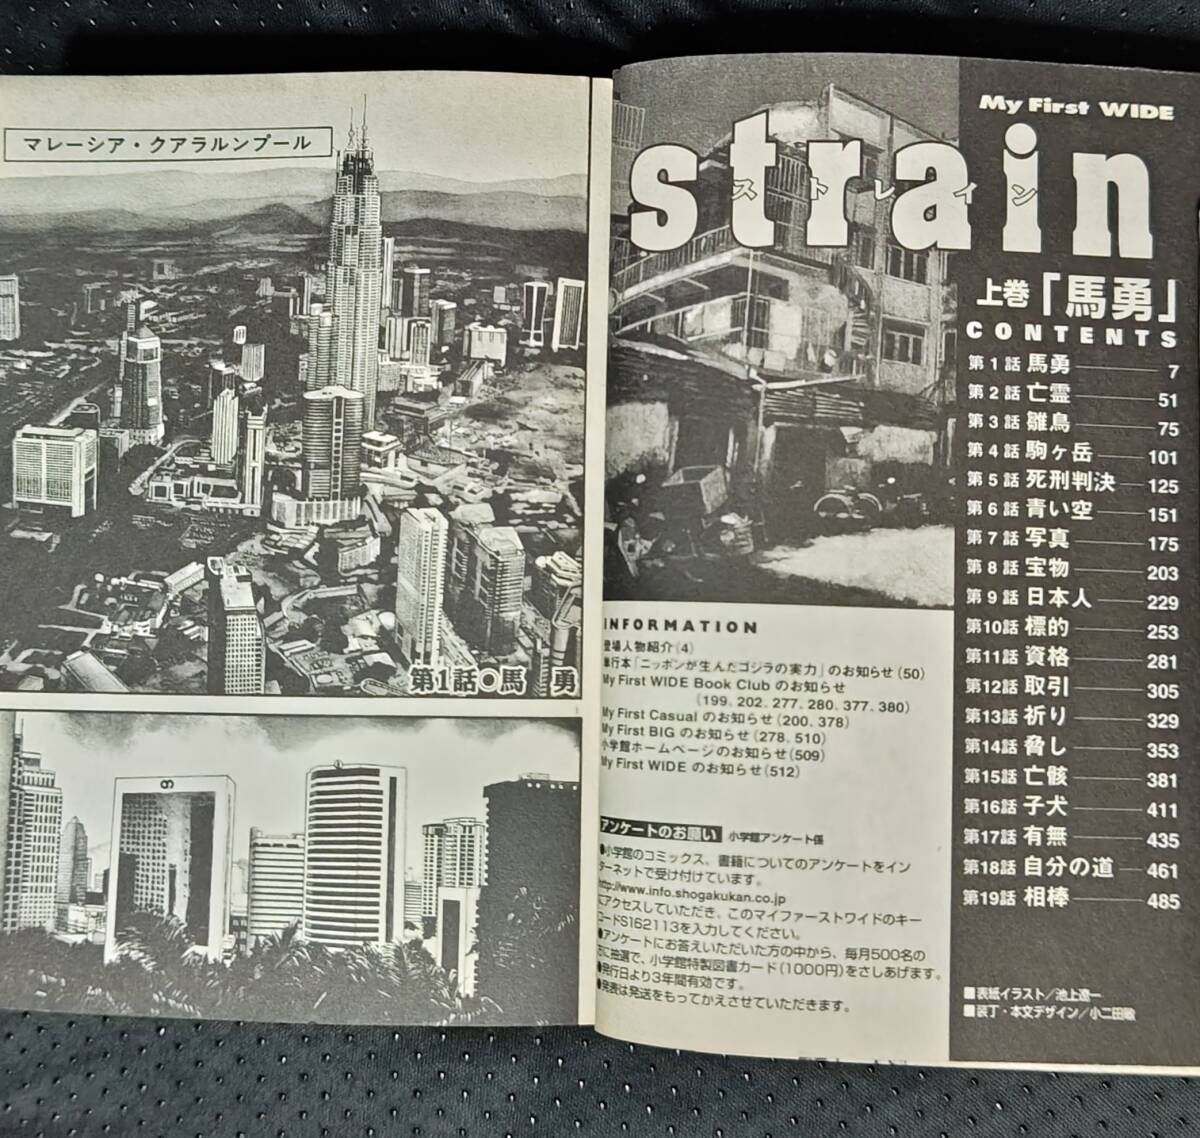 マレーシア・クアラルンプール
第1話●馬 勇
9
My First WIDE
strain
ストレイン
上巻「馬勇」
CONTENTS
第1話 馬勇 7
第2話 亡霊 51
第3話 雛鳥 75
第4話 駒ヶ岳 101
第5話 死刑判決 125
第6話 青い空 151
第7話 写真 175
第8話 宝物 203
第9話 日本人 229
第10話 標的 253
第11話 資格 281
第12話 取引 305
第13話 祈り 329
第14話 脅し 353
第15話 亡骸 381
第16話 子犬 411
第17話 有無 435
第18話 自分の道 461
第19話 相棒 485
INFORMATION
登場人物紹介(4)
単行本「ニッポンが生んだゴジラの実力」のお知らせ(50)
My First WIDE Book Club のお知らせ
(199、202、277、280、377、380)
My First Casual のお知らせ(200、378)
My First BIG のお知らせ(278、510)
小学館ホームページのお知らせ(509)
My First WIDE のお知らせ(512)
アンケートのお願い 小学館アンケート係
●小学館のコミックス、書籍についてのアンケートをイン
ターネットで受け付けています。
http://www.info.shogakukan.co.jp
にアクセスしていただき、このマイファーストワイドのキー
コードS162113を入力してください。
●アンケートにお答えいただいた方の中から、毎月500名の
方に抽選で、小学館特製図書カード(1000円)をさしあげます。
●発行日より3年間有効です。
●発表は発送をもってかえさせていただきます。
■表紙イラスト/池上遼一
■装丁・本文デザイン/小二田敏